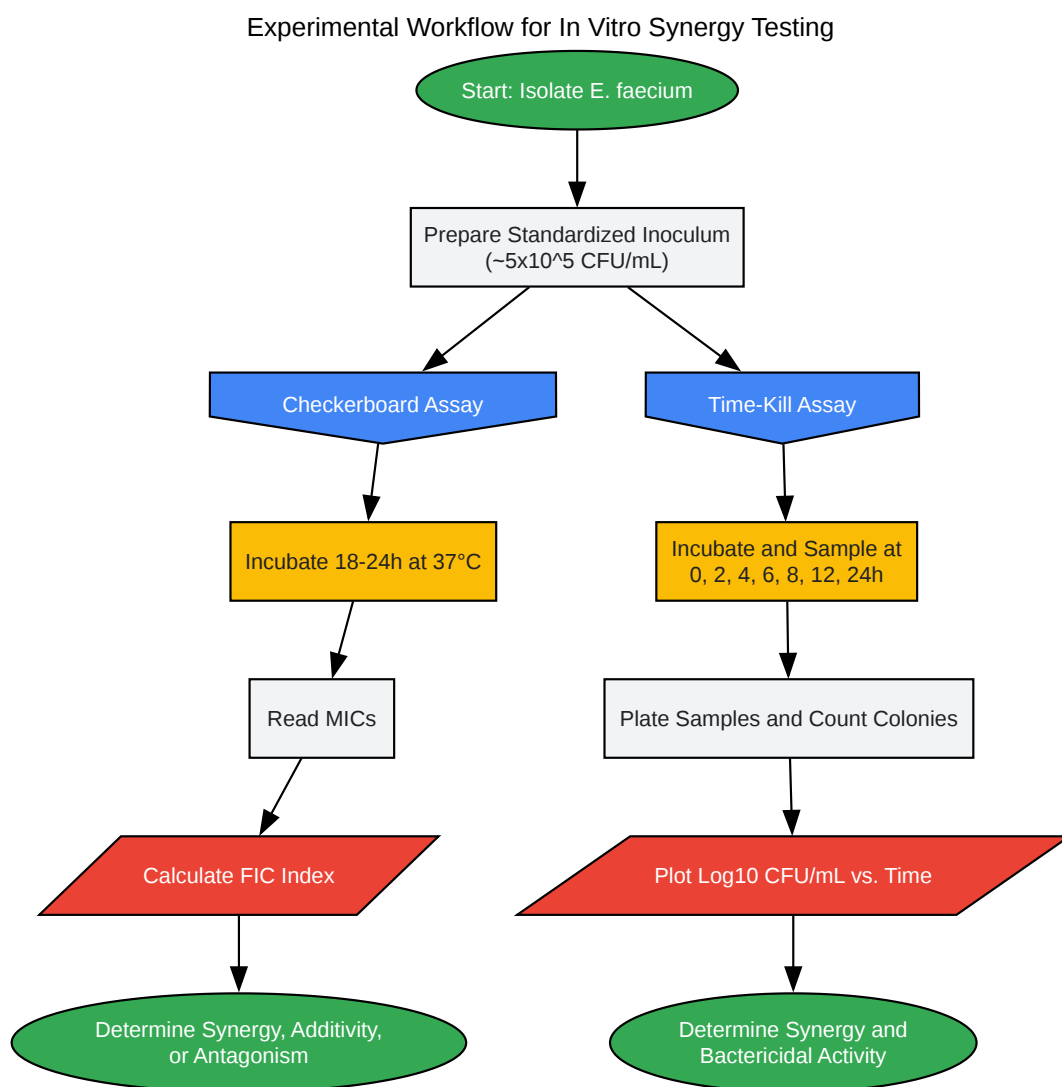 Experimental Workflow for In Vitro Synergy Testing
Start: Isolate E. faecium
Prepare Standardized Inoculum
(~5x10^5 CFU/mL)
Checkerboard Assay
Time-Kill Assay
Incubate 18-24h at 37°C
Incubate and Sample at
0, 2, 4, 6, 8, 12, 24h
Read MICs
Plate Samples and Count Colonies
Calculate FIC Index
Plot Log10 CFU/mL vs. Time
Determine Synergy, Additivity,
or Antagonism
Determine Synergy and
Bactericidal Activity